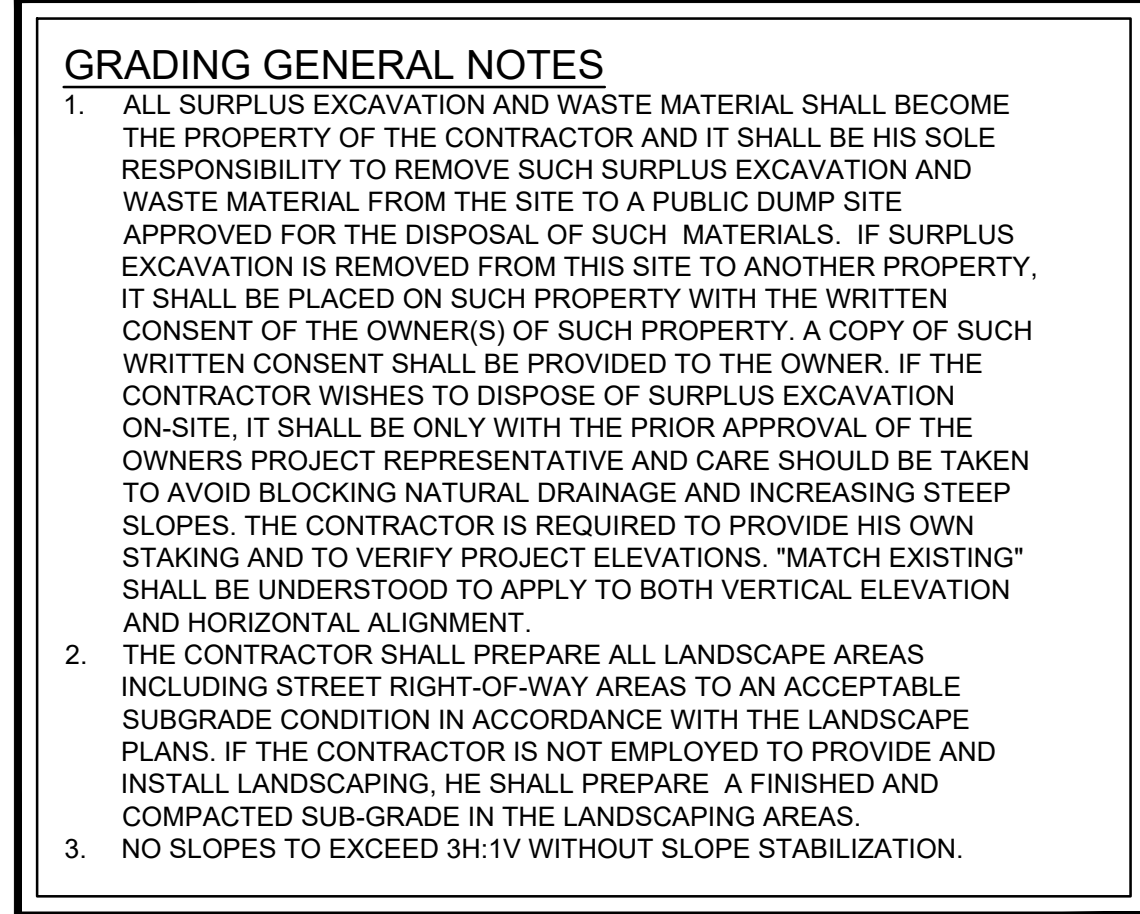 GRADING GENERAL NOTES
1. ALL SURPLUS EXCAVATION AND WASTE MATERIAL SHALL BECOME
THE PROPERTY OF THE CONTRACTOR AND IT SHALL BE HIS SOLE
RESPONSIBILITY TO REMOVE SUCH SURPLUS EXCAVATION AND
WASTE MATERIAL FROM THE SITE TO A PUBLIC DUMP SITE
APPROVED FOR THE DISPOSAL OF SUCH MATERIALS. IF SURPLUS
EXCAVATION IS REMOVED FROM THIS SITE TO ANOTHER PROPERTY,
IT SHALL BE PLACED ON SUCH PROPERTY WITH THE WRITTEN
CONSENT OF THE OWNER(S) OF SUCH PROPERTY. A COPY OF SUCH
WRITTEN CONSENT SHALL BE PROVIDED TO THE OWNER. IF THE
CONTRACTOR WISHES TO DISPOSE OF SURPLUS EXCAVATION
ON-SITE, IT SHALL BE ONLY WITH THE PRIOR APPROVAL OF THE
OWNERS PROJECT REPRESENTATIVE AND CARE SHOULD BE TAKEN
TO AVOID BLOCKING NATURAL DRAINAGE AND INCREASING STEEP
SLOPES. THE CONTRACTOR IS REQUIRED TO PROVIDE HIS OWN
STAKING AND TO VERIFY PROJECT ELEVATIONS. "MATCH EXISTING"
SHALL BE UNDERSTOOD TO APPLY TO BOTH VERTICAL ELEVATION
AND HORIZONTAL ALIGNMENT.
2. THE CONTRACTOR SHALL PREPARE ALL LANDSCAPE AREAS
INCLUDING STREET RIGHT-OF-WAY AREAS TO AN ACCEPTABLE
SUBGRADE CONDITION IN ACCORDANCE WITH THE LANDSCAPE
PLANS. IF THE CONTRACTOR IS NOT EMPLOYED TO PROVIDE AND
INSTALL LANDSCAPING, HE SHALL PREPARE A FINISHED AND
COMPACTED SUB-GRADE IN THE LANDSCAPING AREAS.
3. NO SLOPES TO EXCEED 3H:1V WITHOUT SLOPE STABILIZATION.